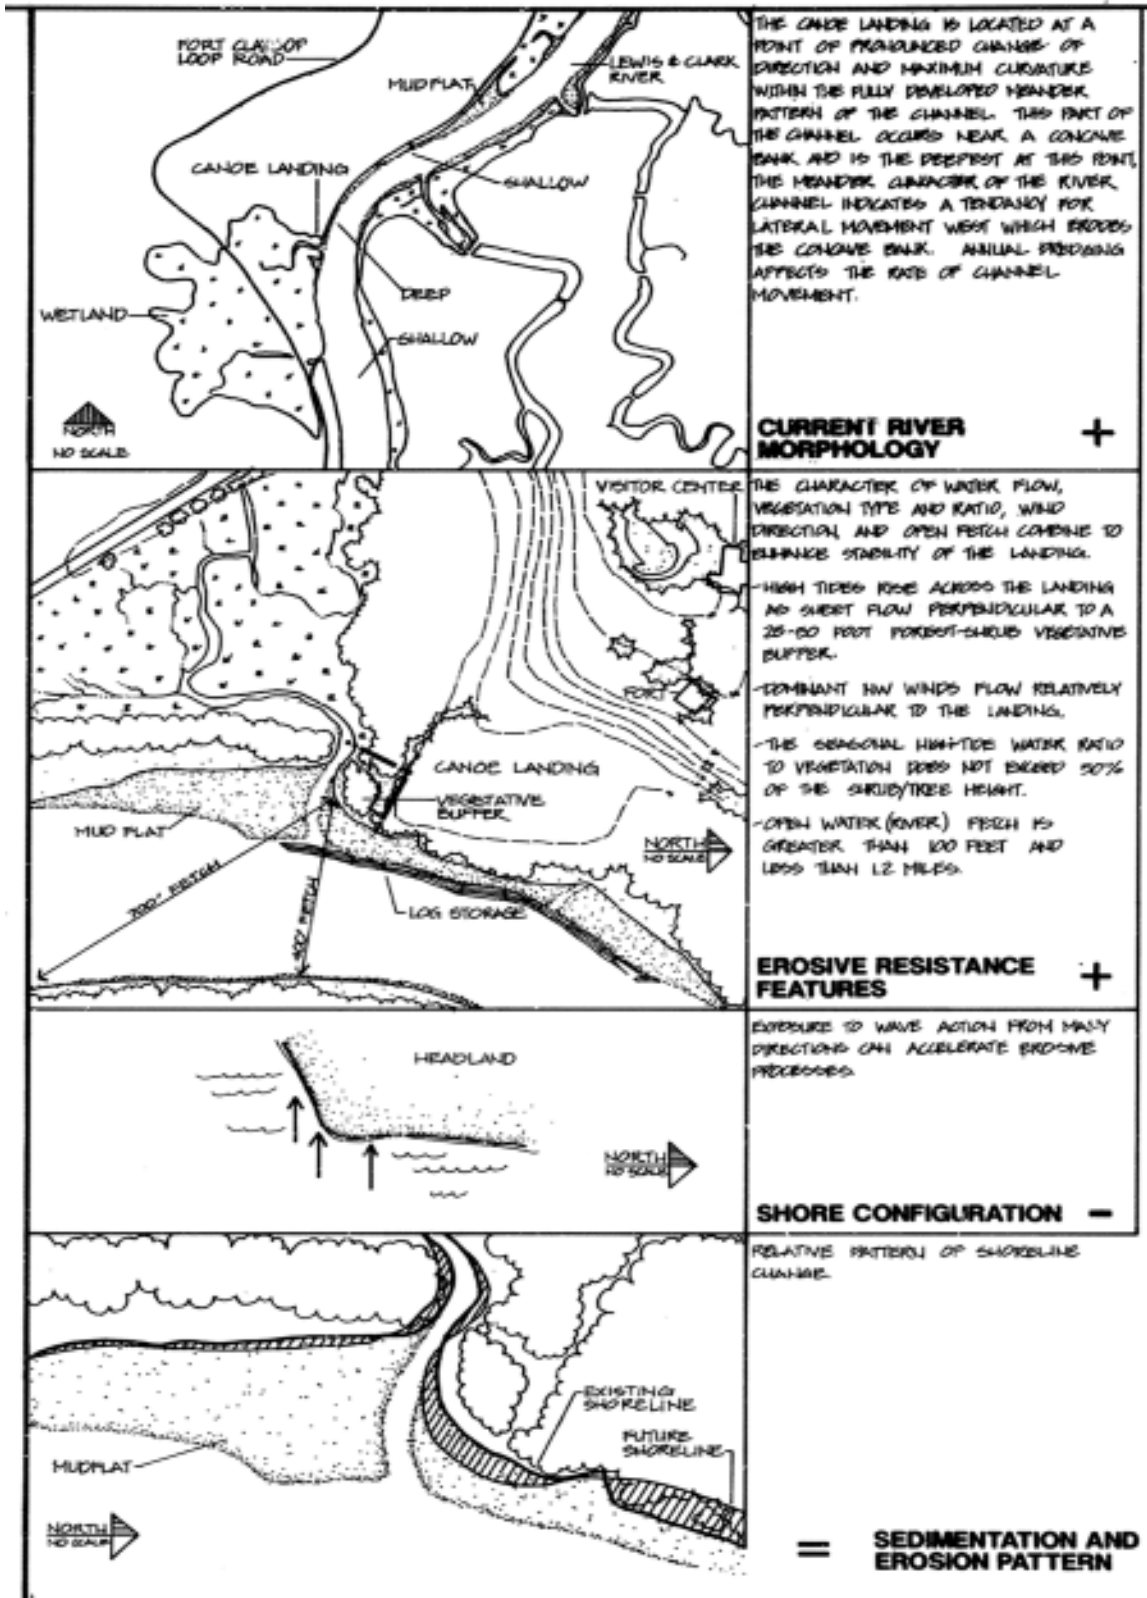 FORT CLATSOP
LOOP ROAD
MUDFLAT
LEWIS & CLARK
RIVER
CANOE LANDING
SHALLOW
DEEP
WETLAND
SHALLOW
NORTH
NO SCALE
THE CANOE LANDING IS LOCATED AT A
POINT OF PRONOUNCED CHANGE OF
DIRECTION AND MAXIMUM CURVATURE
WITHIN THE FULLY DEVELOPED MEANDER
PATTERN OF THE CHANNEL. THIS PART OF
THE CHANNEL OCCURS NEAR A CONCAVE
BANK AND IS THE DEEPEST AT THIS POINT.
THE MEANDER CHARACTER OF THE RIVER
CHANNEL INDICATES A TENDANCY FOR
LATERAL MOVEMENT WEST WHICH ERODES
THE CONCAVE BANK. ANNUAL DREDGING
AFFECTS THE RATE OF CHANNEL
MOVEMENT.
CURRENT RIVER +
MORPHOLOGY
VISITOR CENTER
FORT
CANOE LANDING
VEGETATIVE
BUFFER
MUD FLAT
NORTH
NO SCALE
700' FETCH
400' FETCH
LOG STORAGE
THE CHARACTER OF WATER FLOW,
VEGETATION TYPE AND RATIO, WIND
DIRECTION, AND OPEN FETCH COMBINE TO
ENHANCE STABILITY OF THE LANDING.
-HIGH TIDES RISE ACROSS THE LANDING
AS SHEET FLOW PERPENDICULAR TO A
25-50 FOOT FOREST-SHRUB VEGETATIVE
BUFFER.
-DOMINANT NW WINDS FLOW RELATIVELY
PERPENDICULAR TO THE LANDING.
-THE SEASONAL HIGH-TIDE WATER RATIO
TO VEGETATION DOES NOT EXCEED 50%
OF THE SHRUB/TREE HEIGHT.
-OPEN WATER (RIVER) FETCH IS
GREATER THAN 100 FEET AND
LESS THAN 1.2 MILES.
EROSIVE RESISTANCE +
FEATURES
HEADLAND
NORTH
NO SCALE
EXPOSURE TO WAVE ACTION FROM MANY
DIRECTIONS CAN ACCELERATE EROSIVE
PROCESSES.
SHORE CONFIGURATION -
EXISTING
SHORELINE
FUTURE
SHORELINE
MUDFLAT
NORTH
NO SCALE
RELATIVE PATTERN OF SHORELINE
CHANGE.
= SEDIMENTATION AND
EROSION PATTERN